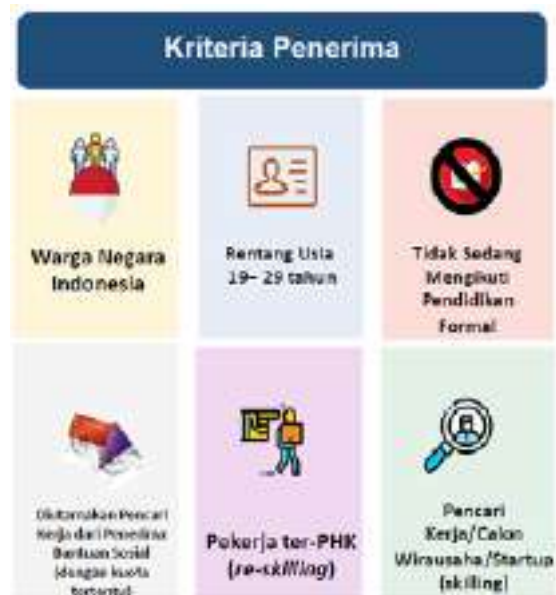 Kriteria Penerima
Warga Negara
Indonesia
Rentang Usia
19– 29 tahun
Tidak Sedang
Mengikuti
Pendidikan
Formal
Diutamakan Pencari
Kerja dari Penerima
Bantuan Sosial
(dengan kuota
tertentu)
Pekerja ter-PHK
(re-skilling)
Pencari
Kerja/Calon
Wirausaha/Startup
(skilling)